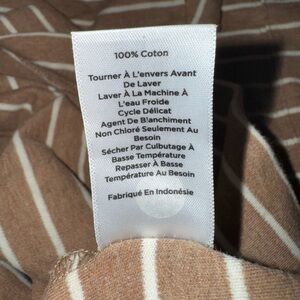 100% Coton
Tourner À L'envers Avant
De Laver
Laver À La Machine À
L'eau Froide
Cycle Délicat
Agent De Blanchiment
Non Chloré Seulement Au
Besoin
Sécher Par Culbutage À
Basse Température
Repasser À Basse
Température Au Besoin
Fabriqué En Indonésie